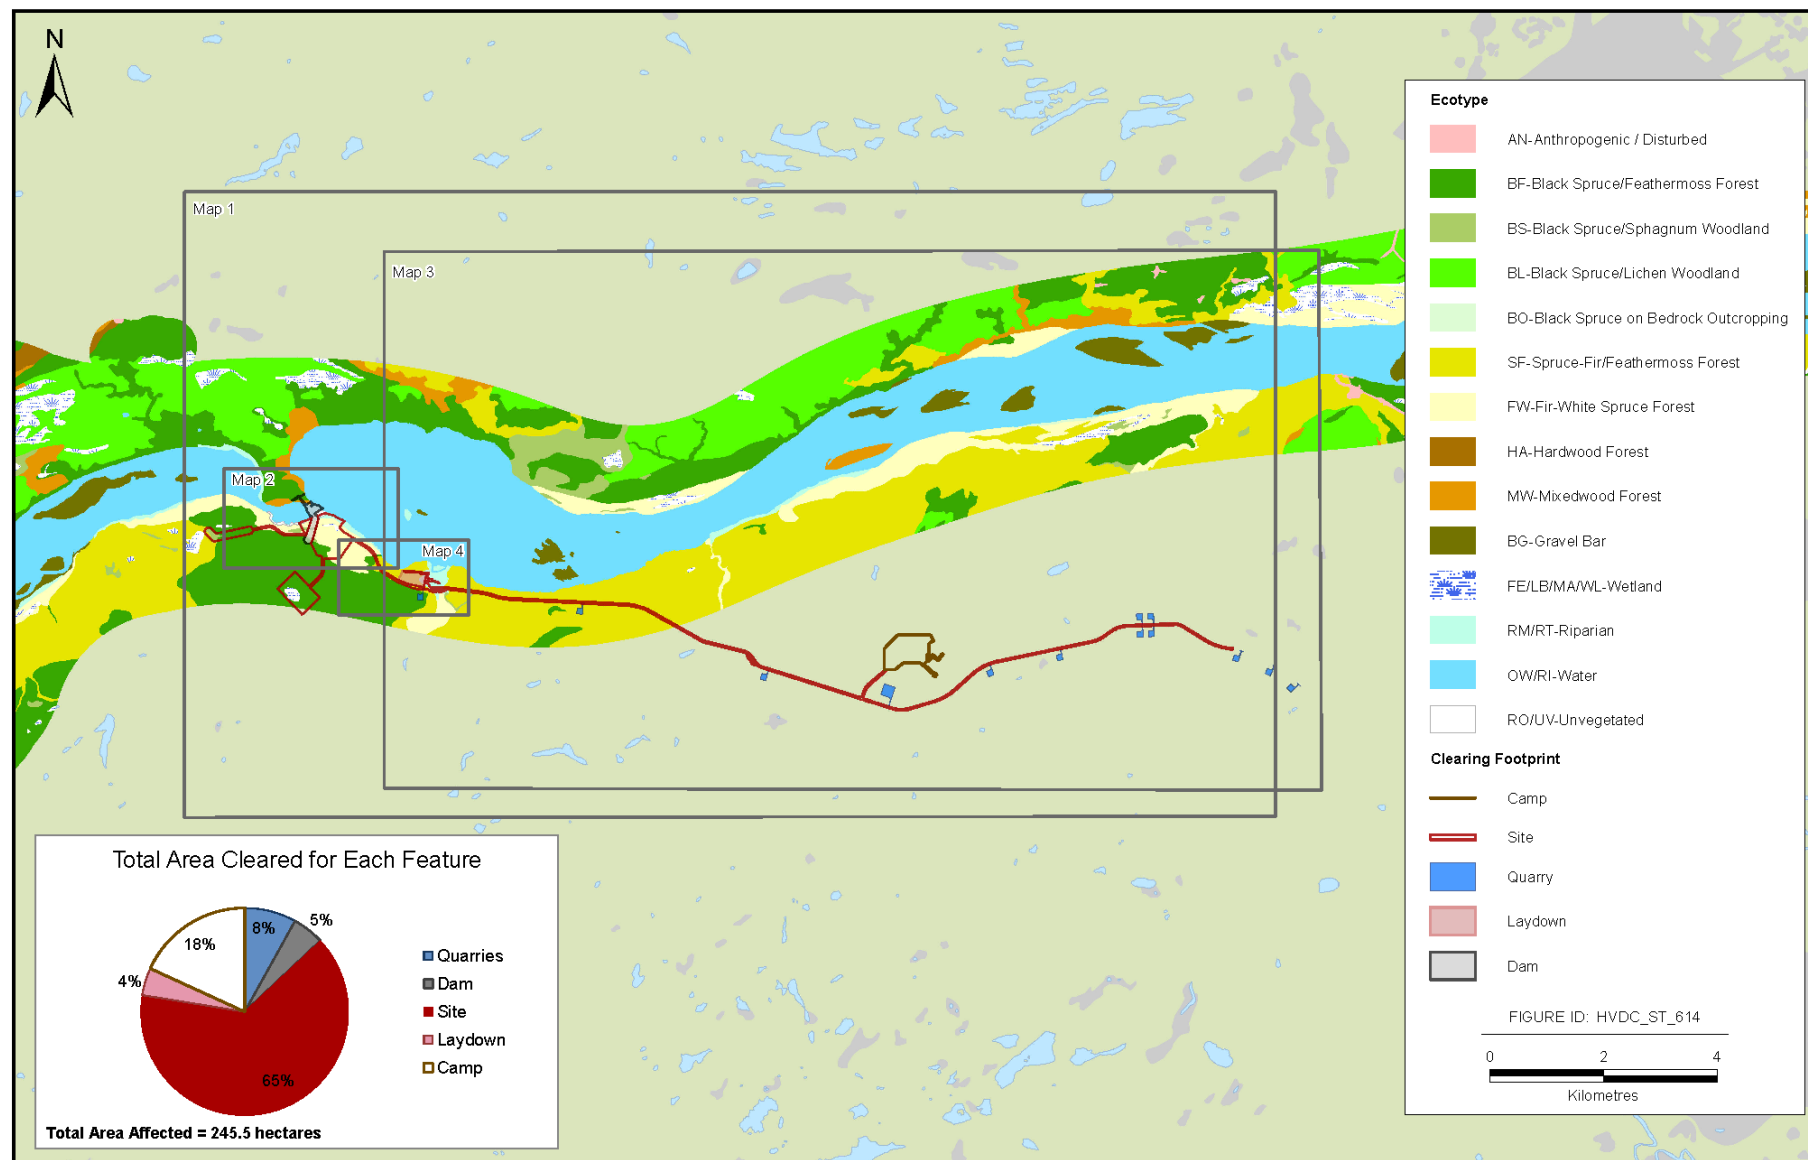 N
Map 1
Map 3
Map 2
Map 4
Ecotype
AN-Anthropogenic / Disturbed
BF-Black Spruce/Feathermoss Forest
BS-Black Spruce/Sphagnum Woodland
BL-Black Spruce/Lichen Woodland
BO-Black Spruce on Bedrock Outcropping
SF-Spruce-Fir/Feathermoss Forest
FW-Fir-White Spruce Forest
HA-Hardwood Forest
MW-Mixedwood Forest
BG-Gravel Bar
FE/LB/MA/WL-Wetland
RM/RT-Riparian
OW/RI-Water
RO/UV-Unvegetated
Clearing Footprint
Camp
Site
Quarry
Laydown
Dam
FIGURE ID: HVDC_ST_614
0 2 4
Kilometres
Total Area Cleared for Each Feature
8%
5%
18%
4%
65%
Quarries
Dam
Site
Laydown
Camp
Total Area Affected = 245.5 hectares